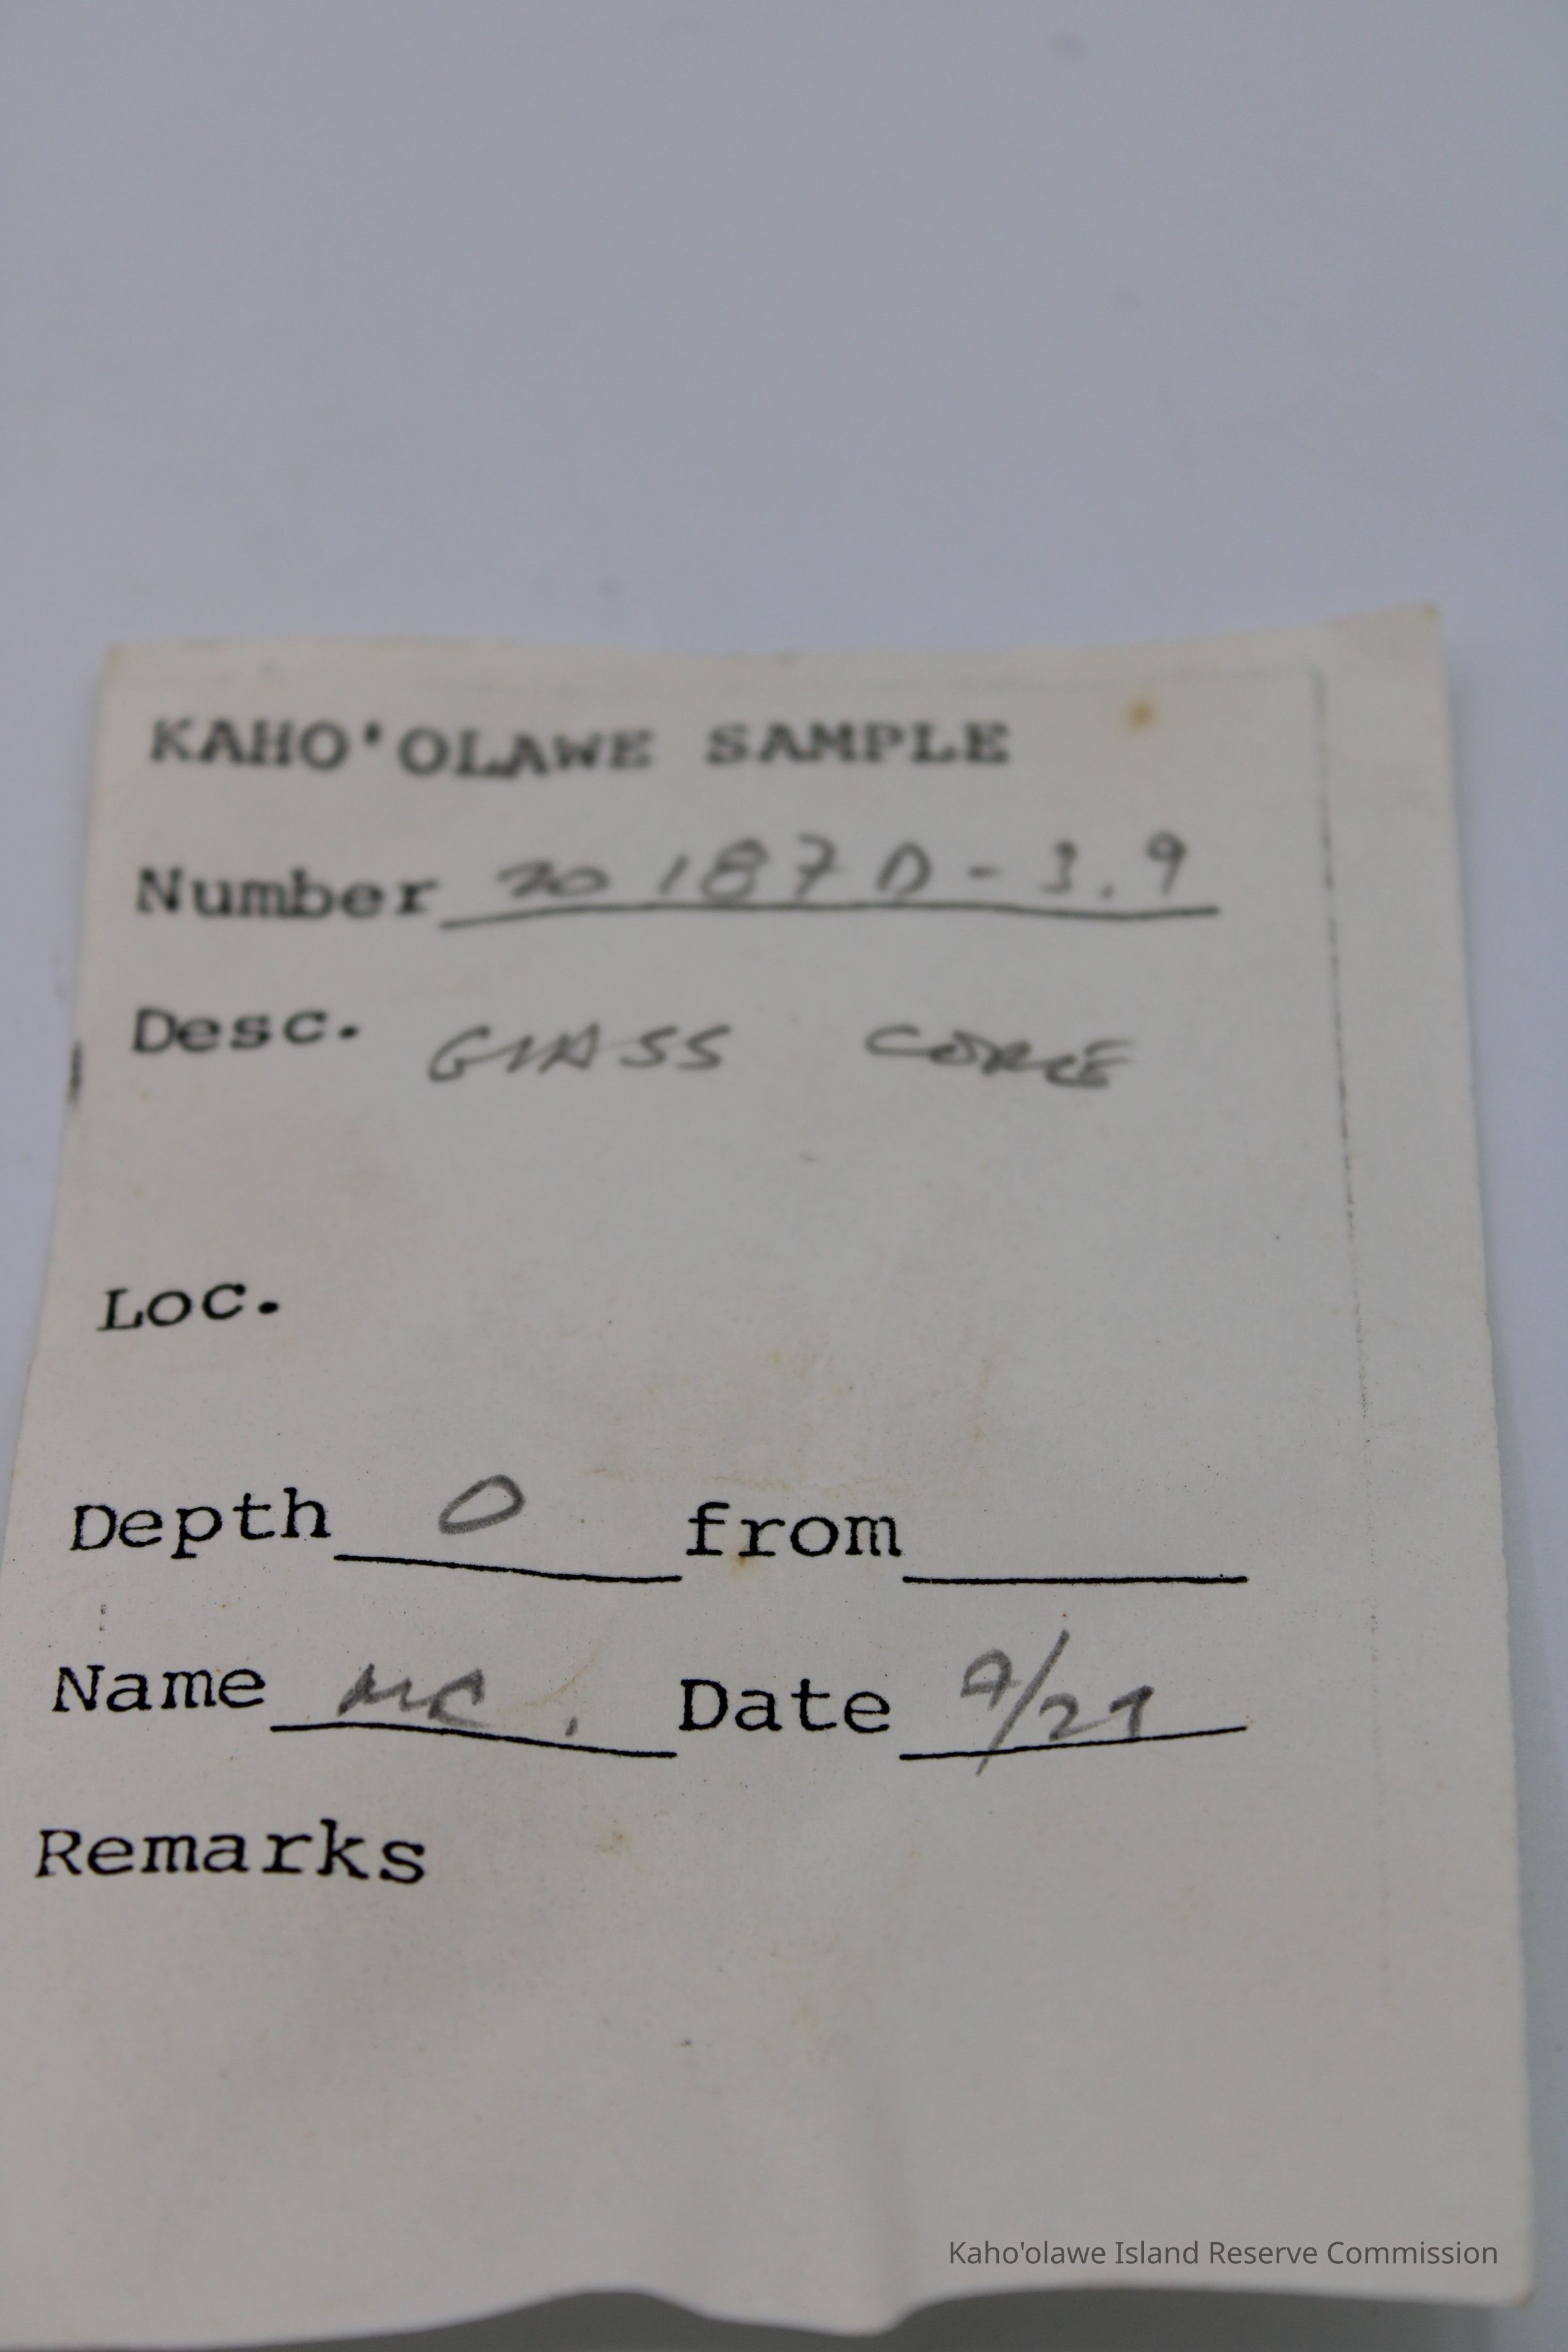 KAHO'OLAWE SAMPLE
Number 20 187 D - 3.9
Desc. GLASS CORE
Loc.
Depth 0 from
Name MC. Date 9/21
Remarks
Kaho'olawe Island Reserve Commission